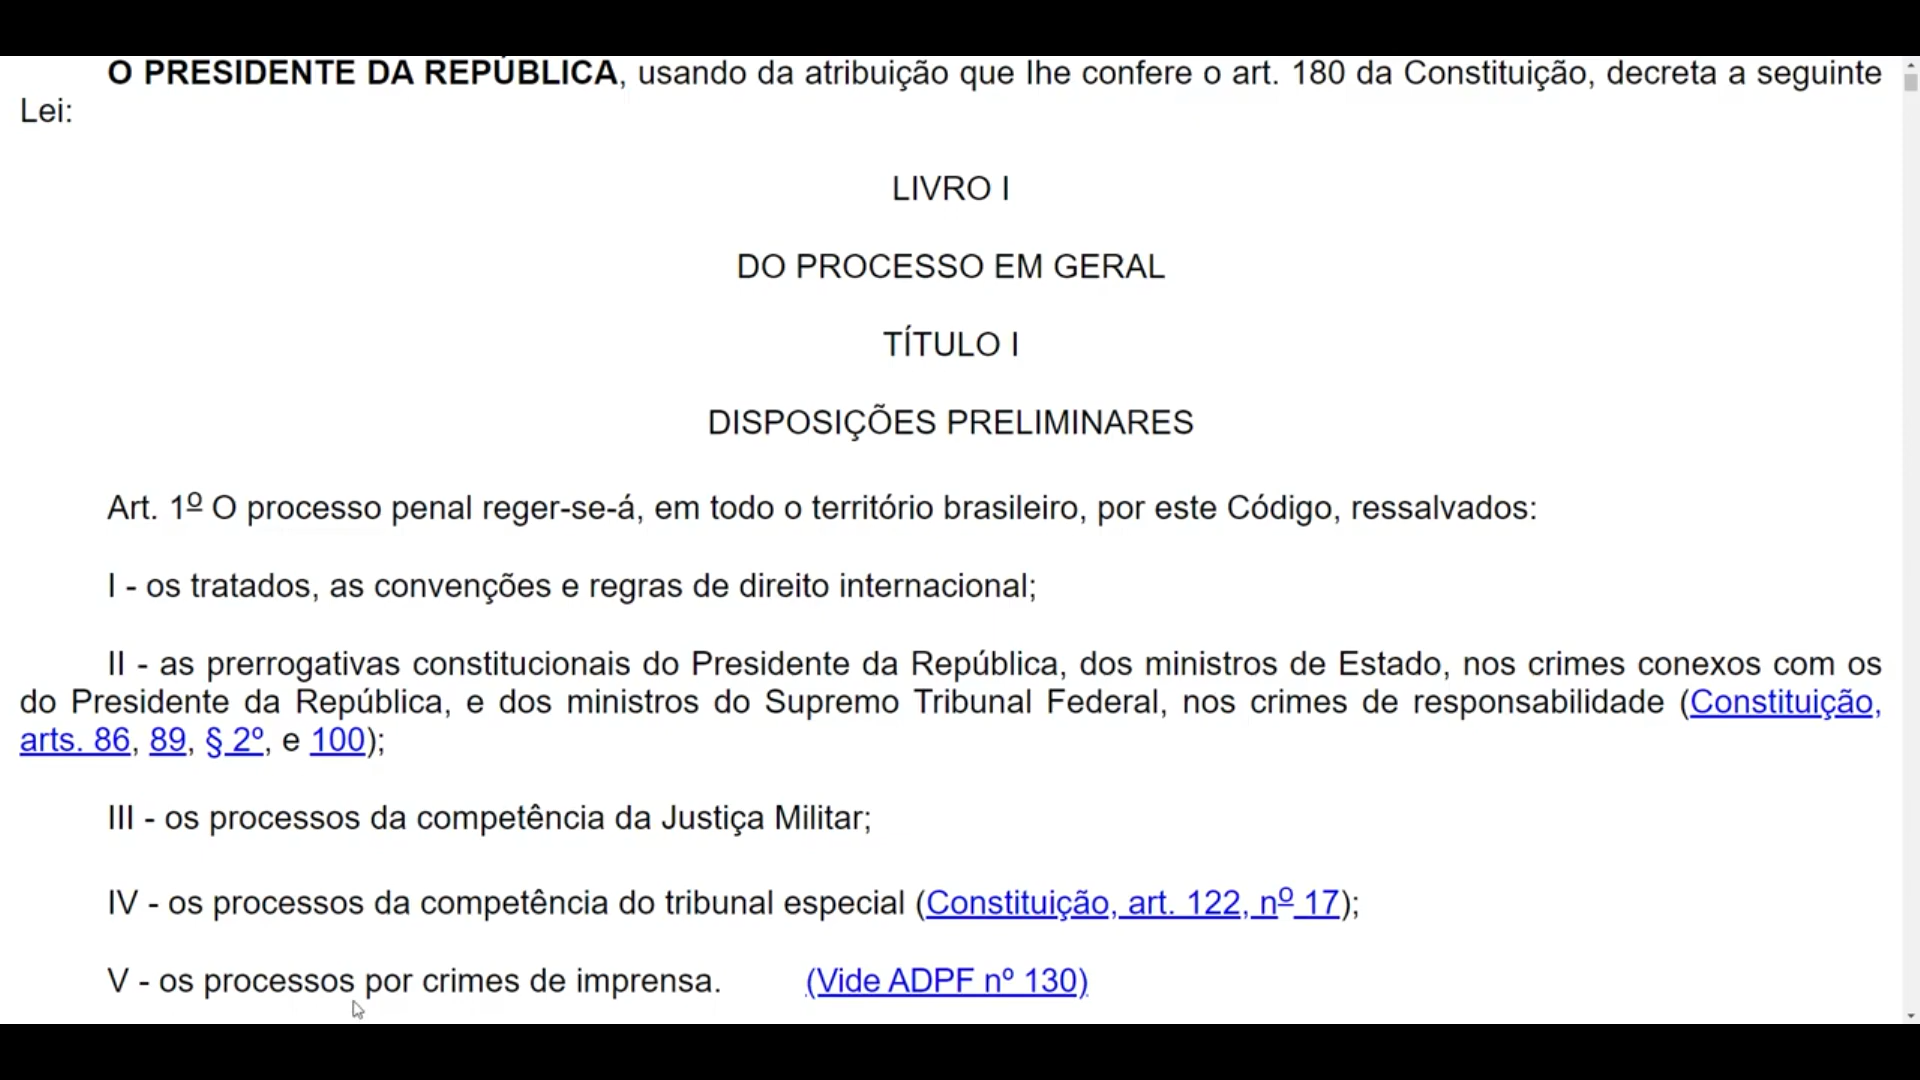 O PRESIDENTE DA REPÚBLICA, usando da atribuição que lhe confere o art. 180 da Constituição, decreta a seguinte
Lei:
LIVRO I
DO PROCESSO EM GERAL
TÍTULO I
DISPOSIÇÕES PRELIMINARES
Art. 1º O processo penal reger-se-á, em todo o território brasileiro, por este Código, ressalvados:
I - os tratados, as convenções e regras de direito internacional;
II - as prerrogativas constitucionais do Presidente da República, dos ministros de Estado, nos crimes conexos com os
do Presidente da República, e dos ministros do Supremo Tribunal Federal, nos crimes de responsabilidade (Constituição,
arts. 86, 89, § 2º, e 100);
III - os processos da competência da Justiça Militar;
IV - os processos da competência do tribunal especial (Constituição, art. 122, nº 17);
V - os processos por crimes de imprensa. (Vide ADPF nº 130)